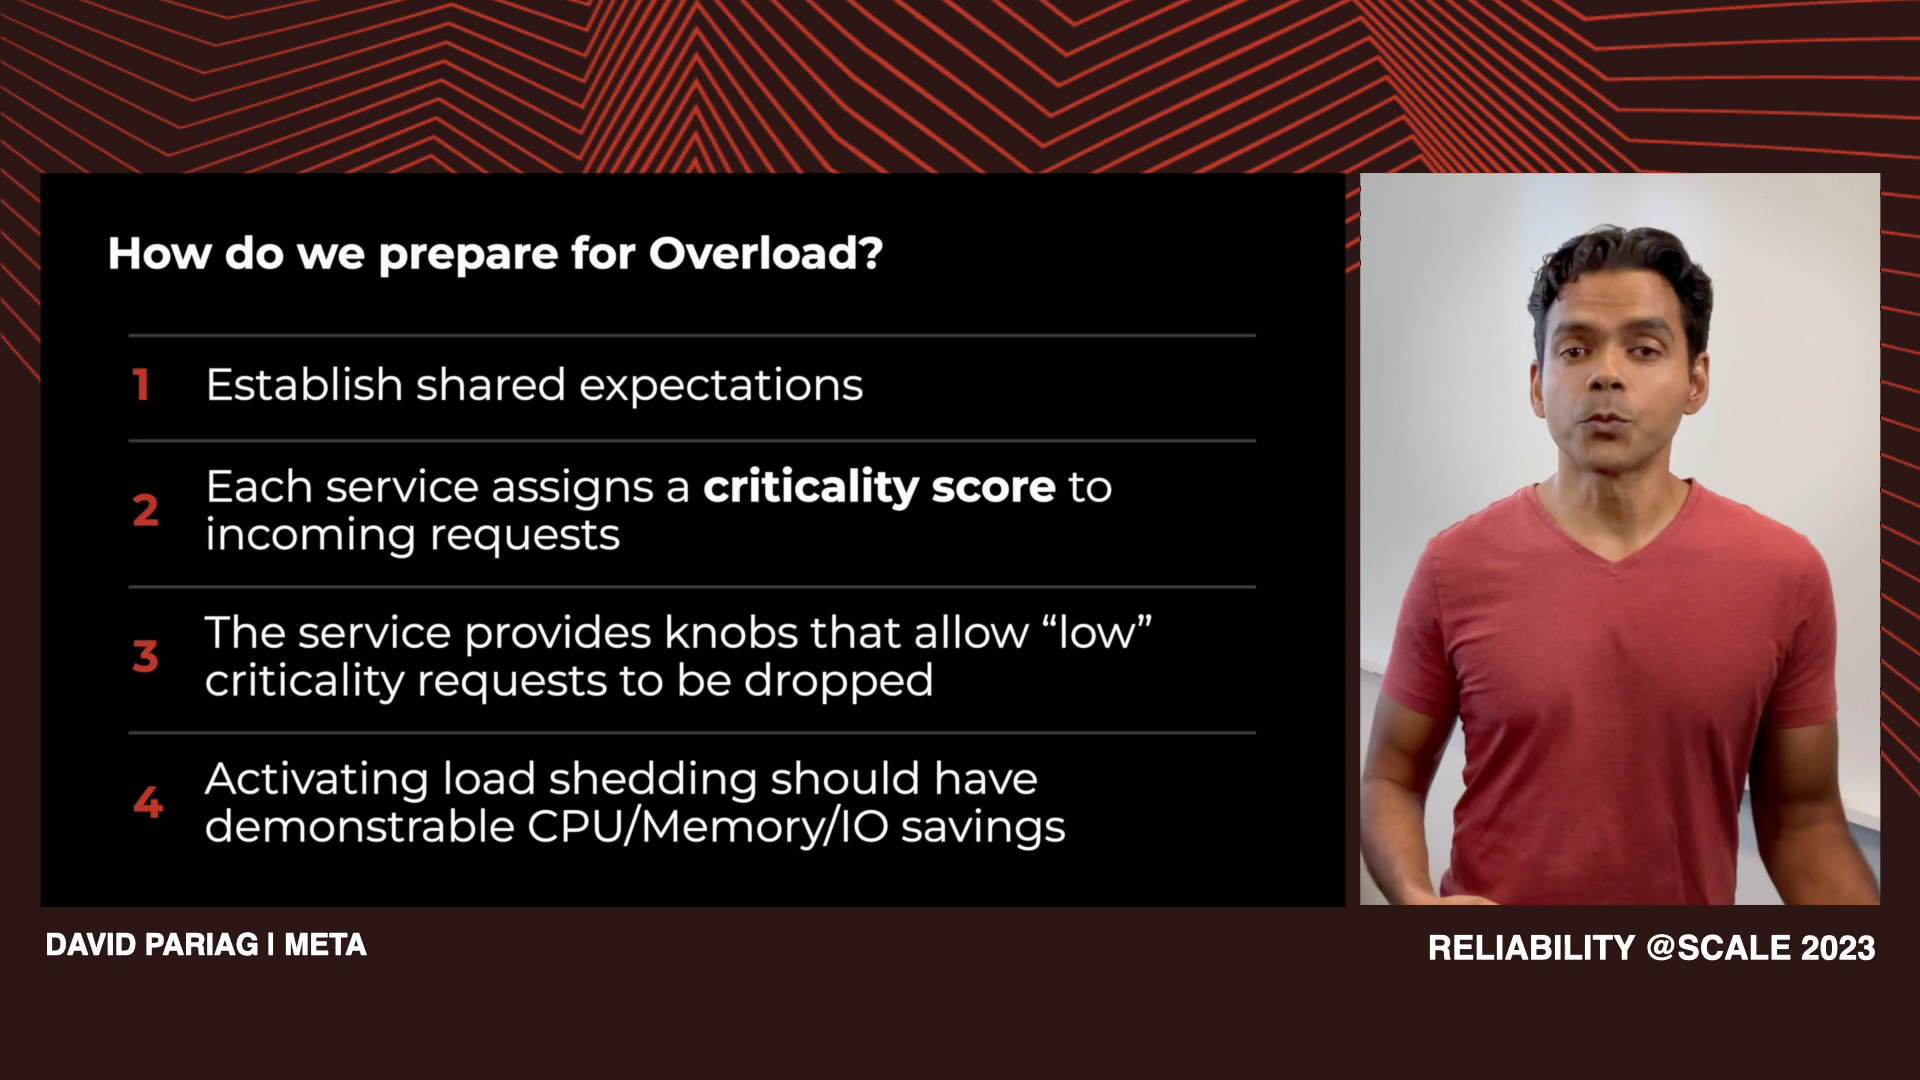 How do we prepare for Overload?
1 Establish shared expectations
2 Each service assigns a criticality score to
incoming requests
3 The service provides knobs that allow “low”
criticality requests to be dropped
4 Activating load shedding should have
demonstrable CPU/Memory/IO savings
DAVID PARIAG | META
RELIABILITY @SCALE 2023